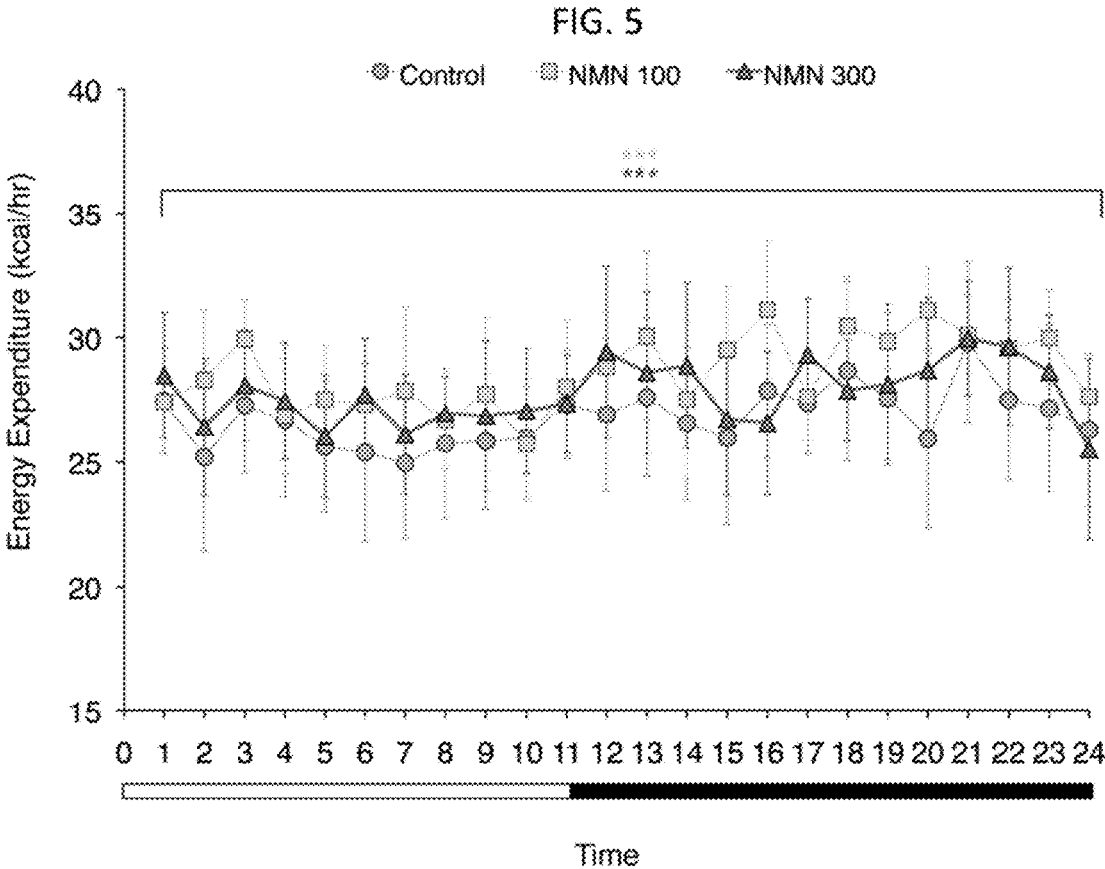 FIG. 5
Control NMN 100 NMN 300
40
***
***
35
30
25
20
15
Energy Expenditure (kcal/hr)
0 1 2 3 4 5 6 7 8 9 10 11 12 13 14 15 16 17 18 19 20 21 22 23 24
Time